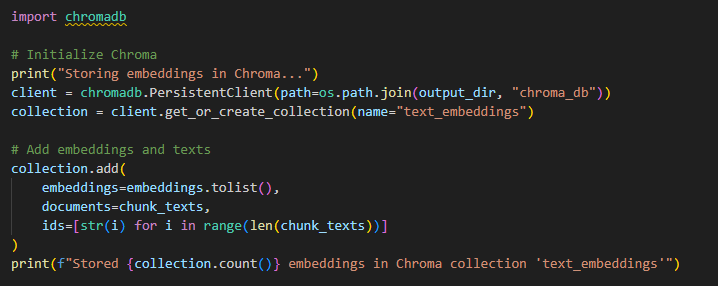 import chromadb

# Initialize Chroma
print("Storing embeddings in Chroma...")
client = chromadb.PersistentClient(path=os.path.join(output_dir, "chroma_db"))
collection = client.get_or_create_collection(name="text_embeddings")

# Add embeddings and texts
collection.add(
    embeddings=embeddings.tolist(),
    documents=chunk_texts,
    ids=[str(i) for i in range(len(chunk_texts))]
)
print(f"Stored {collection.count()} embeddings in Chroma collection 'text_embeddings'")